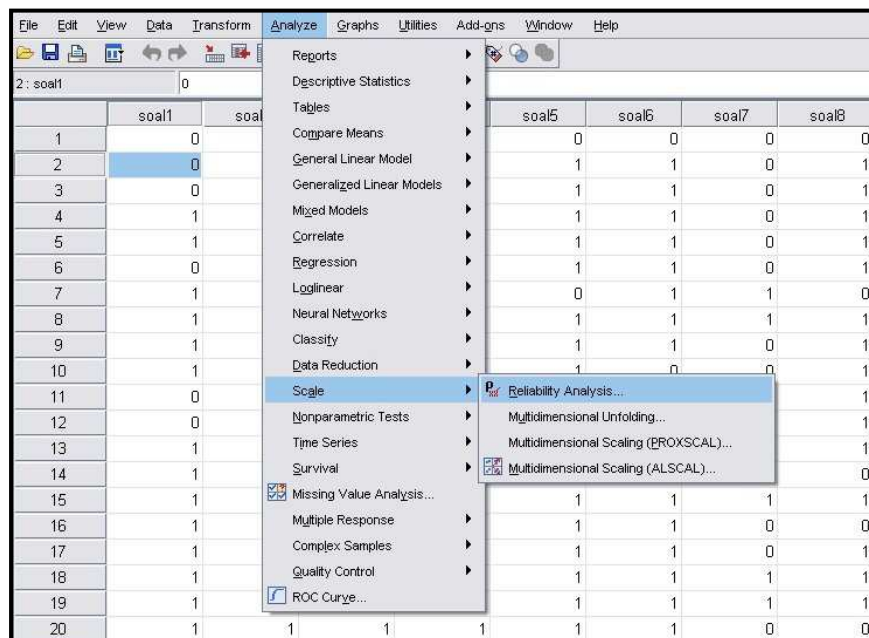 File Edit View Data Transform Analyze Graphs Utilities Add-ons Window Help
2 : soal1 0
soal1 soal soal5 soal6 soal7 soal8
1 0 0 0 0 0
2 0 1 1 0 1
3 0 1 1 0 1
4 1 1 1 0 1
5 1 1 1 0 1
6 0 1 1 0 1
7 1 0 1 1 0
8 1 1 1 1 1
9 1 1 1 0 1
10 1 1 0 0 1
11 0 1
12 0 1
13 1 1
14 1 0
15 1 1 1 1 1
16 1 1 1 0 0
17 1 1 1 0 1
18 1 1 1 1 1
19 1 1 1 1 1
20 1 1 1 1 1 1 0 0
Reports
Descriptive Statistics
Tables
Compare Means
General Linear Model
Generalized Linear Models
Mixed Models
Correlate
Regression
Loglinear
Neural Networks
Classify
Data Reduction
Scale
Nonparametric Tests
Time Series
Survival
Missing Value Analysis...
Multiple Response
Complex Samples
Quality Control
ROC Curve...
Reliability Analysis...
Multidimensional Unfolding...
Multidimensional Scaling (PROXSCAL)...
Multidimensional Scaling (ALSCAL)...